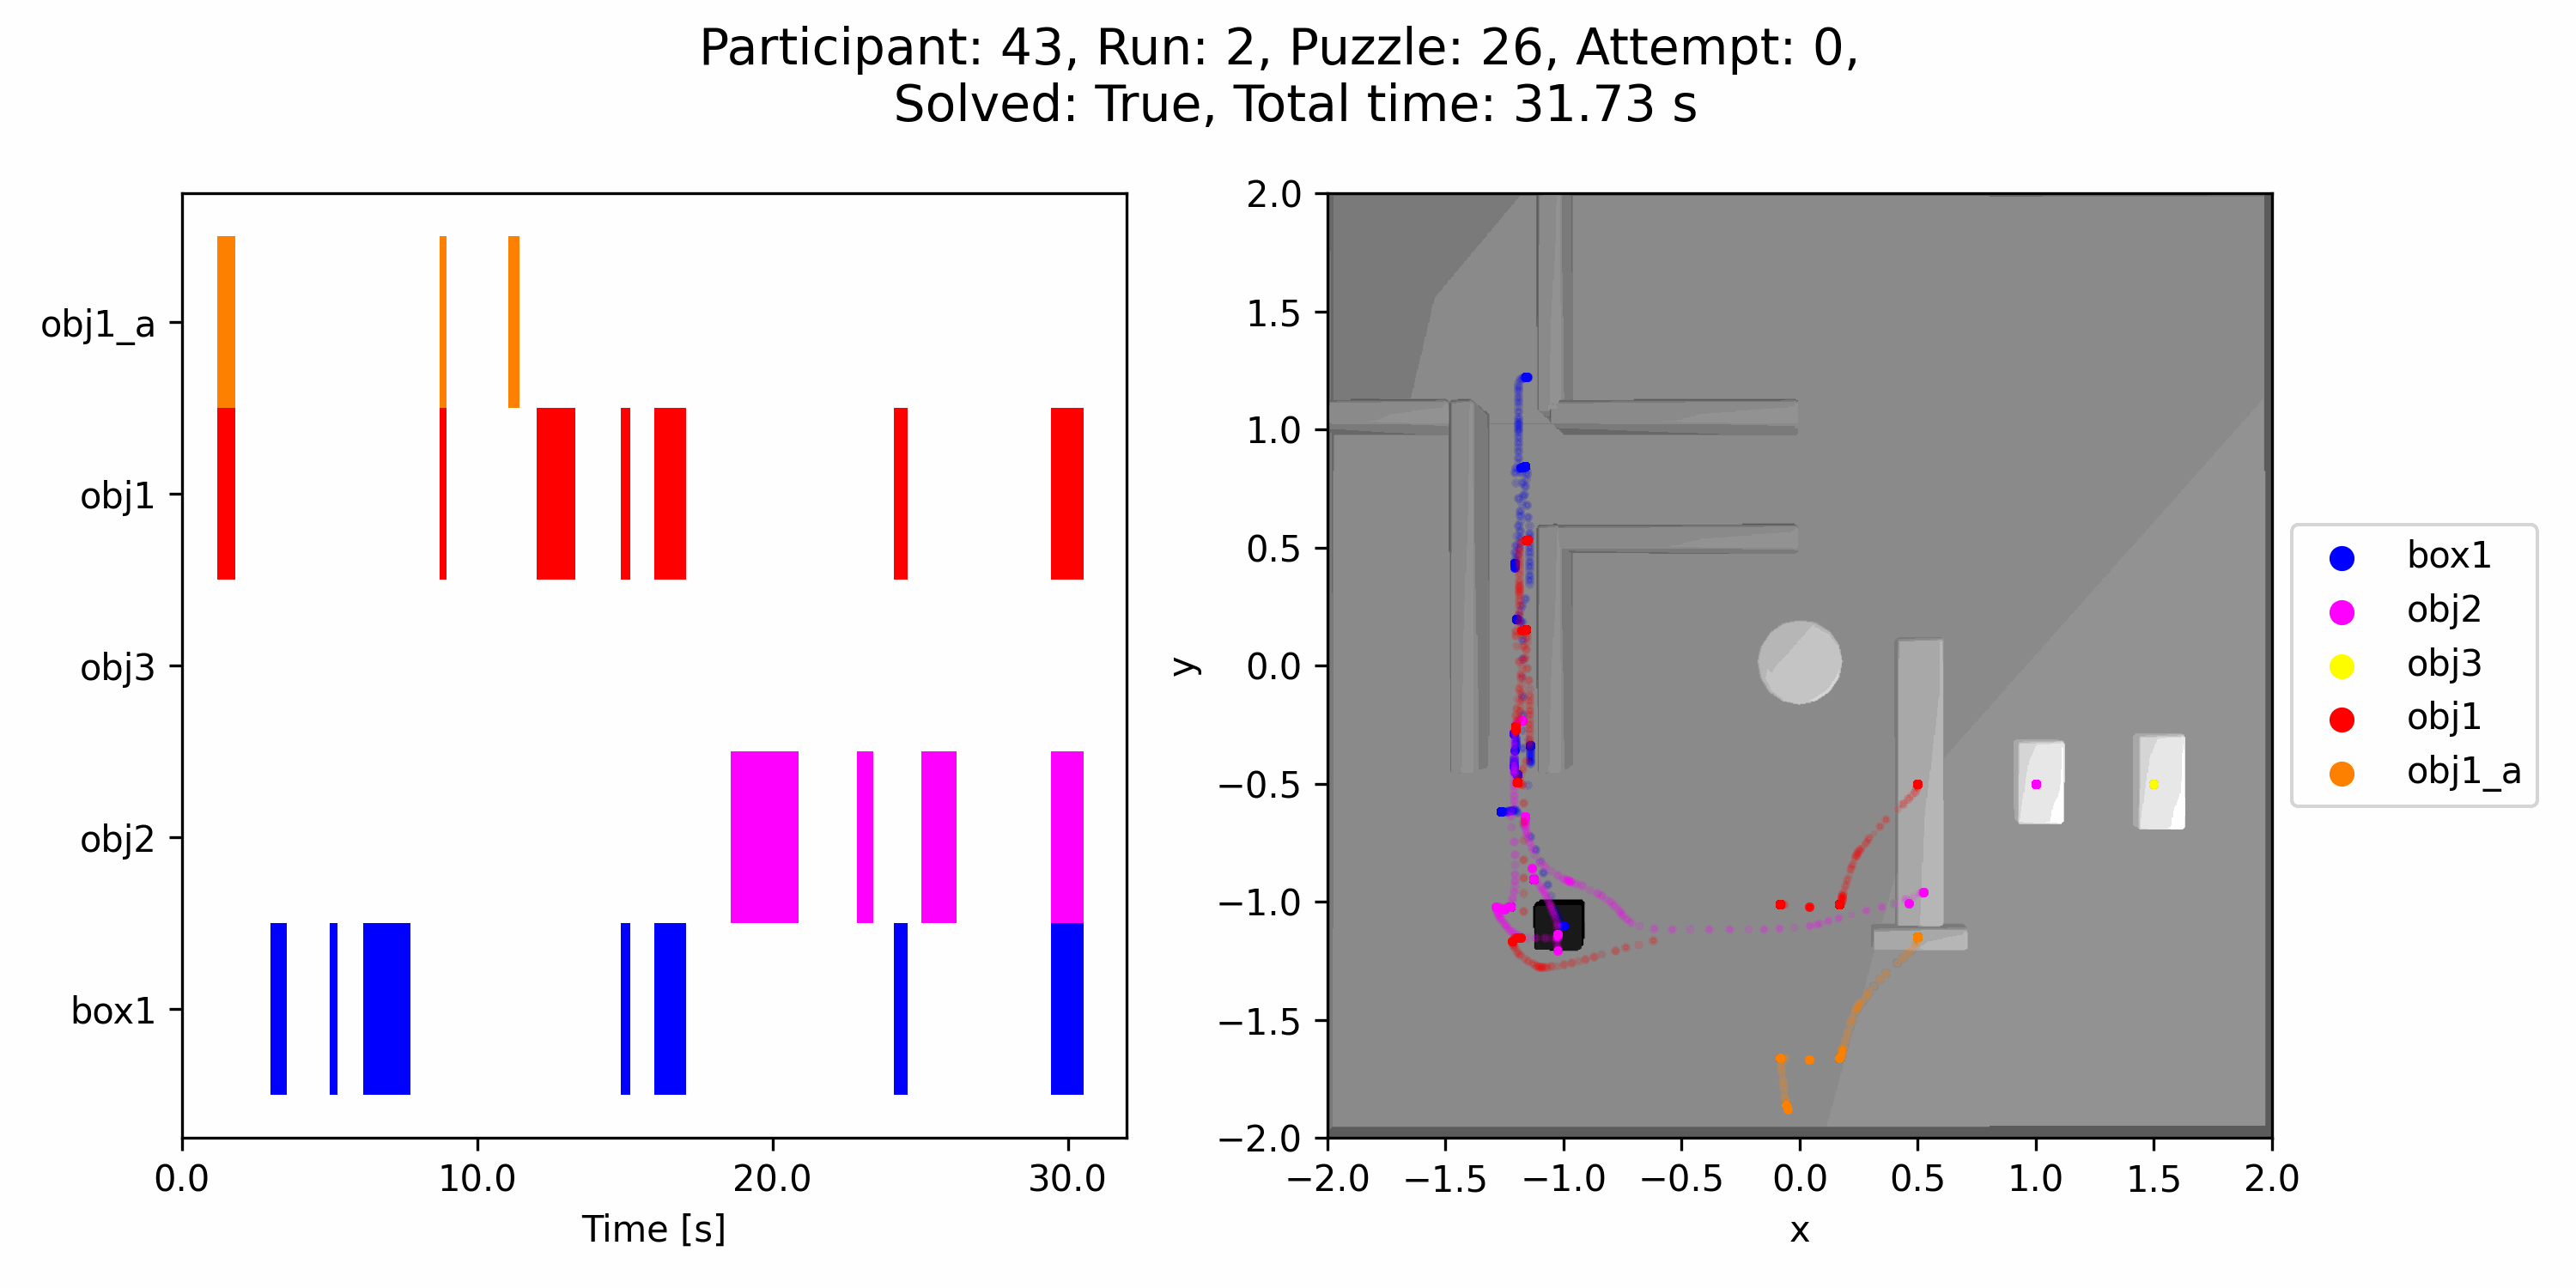 Participant: 43, Run: 2, Puzzle: 26, Attempt: 0,
Solved: True, Total time: 31.73 s
obj1_a
obj1
obj3
obj2
box1
0.0 10.0 20.0 30.0
Time [s]
2.0
1.5
1.0
0.5
0.0
−0.5
−1.0
−1.5
−2.0
y
−2.0 −1.5 −1.0 −0.5 0.0 0.5 1.0 1.5 2.0
x
box1
obj2
obj3
obj1
obj1_a